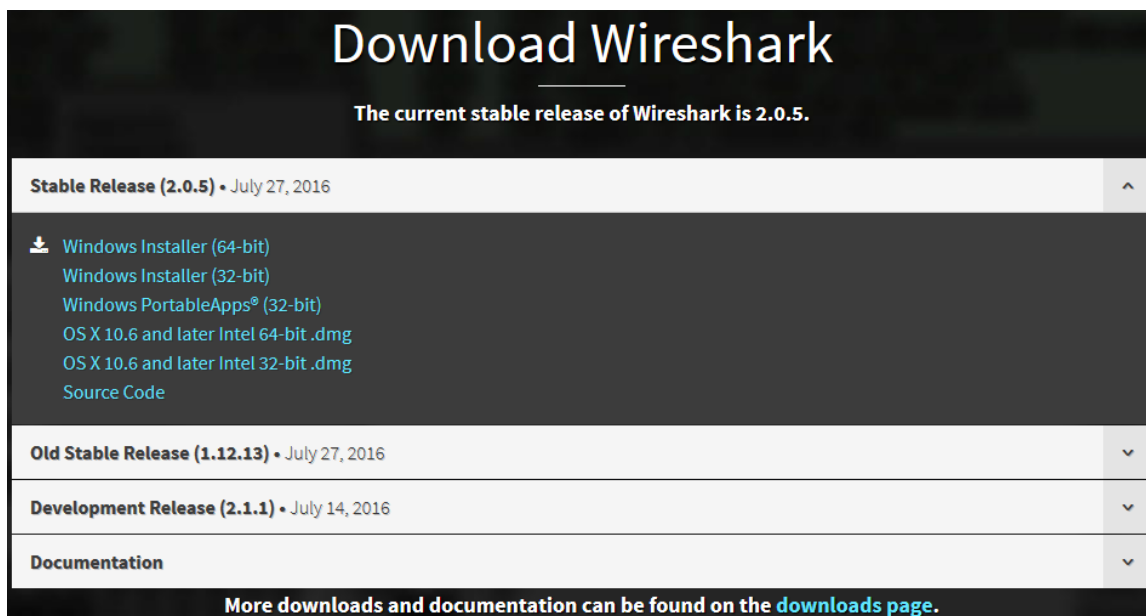 Download Wireshark
The current stable release of Wireshark is 2.0.5.
Stable Release (2.0.5) • July 27, 2016
Windows Installer (64-bit)
Windows Installer (32-bit)
Windows PortableApps® (32-bit)
OS X 10.6 and later Intel 64-bit .dmg
OS X 10.6 and later Intel 32-bit .dmg
Source Code
Old Stable Release (1.12.13) • July 27, 2016
Development Release (2.1.1) • July 14, 2016
Documentation
More downloads and documentation can be found on the downloads page.